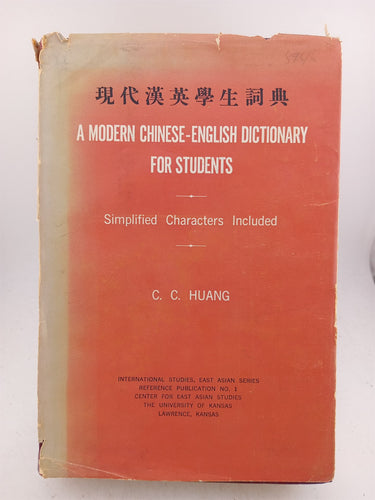 現代漢英學生詞典
A MODERN CHINESE-ENGLISH DICTIONARY
FOR STUDENTS
Simplified Characters Included
C. C. HUANG
INTERNATIONAL STUDIES, EAST ASIAN SERIES
REFERENCE PUBLICATION NO. 1
CENTER FOR EAST ASIAN STUDIES
THE UNIVERSITY OF KANSAS
LAWRENCE, KANSAS